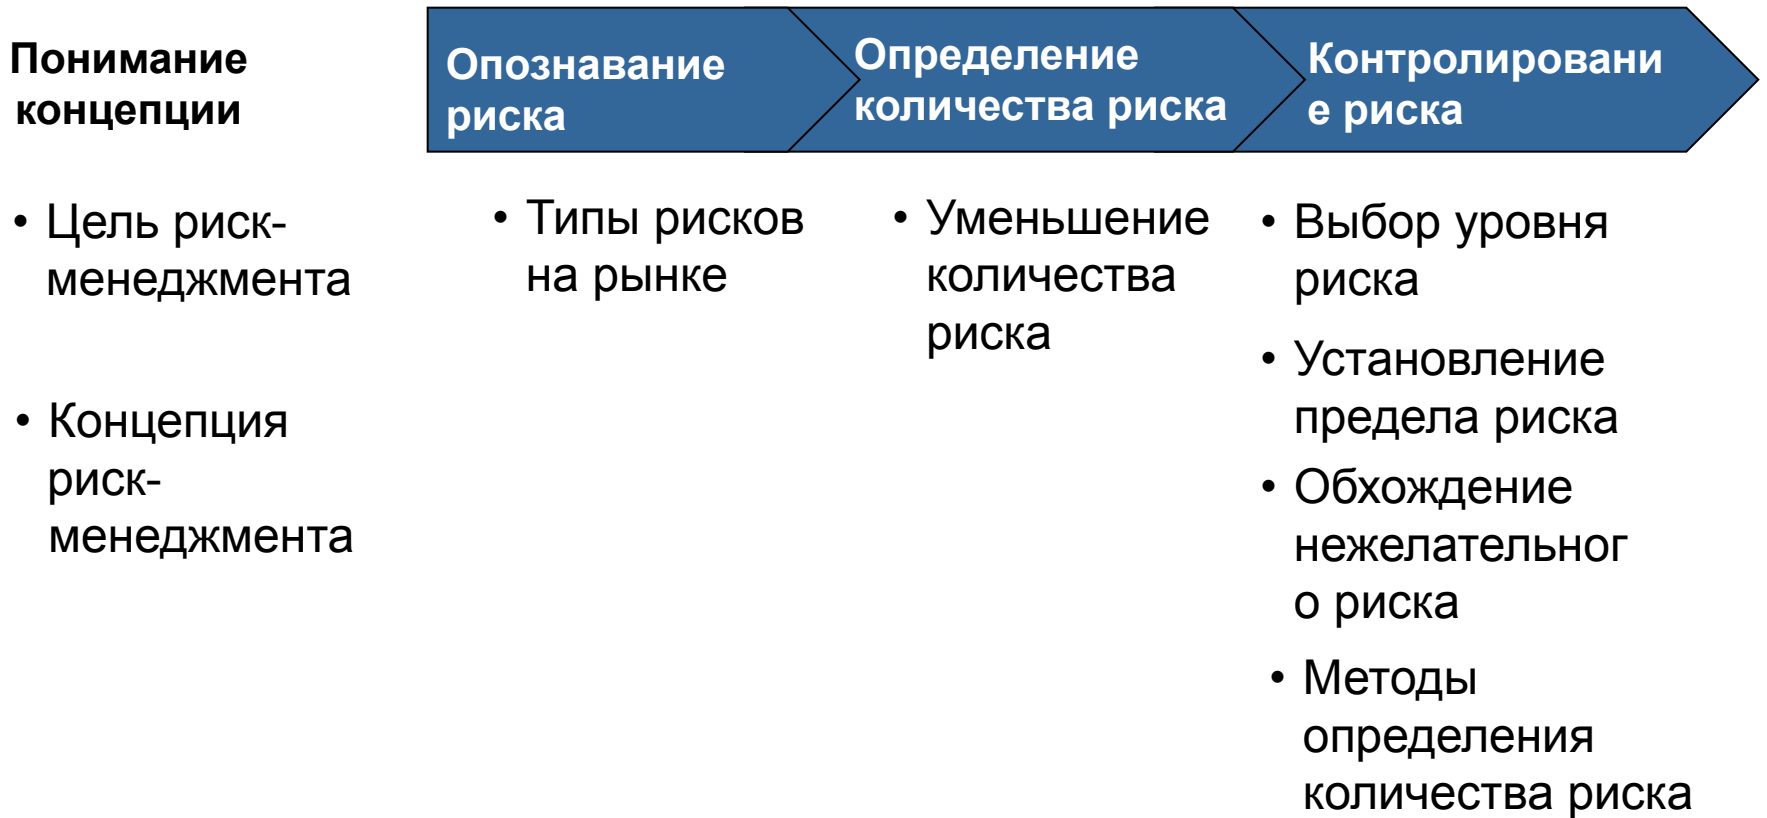 Понимание
концепции
• Цель риск-
менеджмента
• Концепция
риск-
менеджмента
Опознавание
риска
• Типы рисков
на рынке
Определение
количества риска
• Уменьшение
количества
риска
Контролировани
е риска
• Выбор уровня
риска
• Установление
предела риска
• Обхождение
нежелательног
о риска
• Методы
определения
количества риска